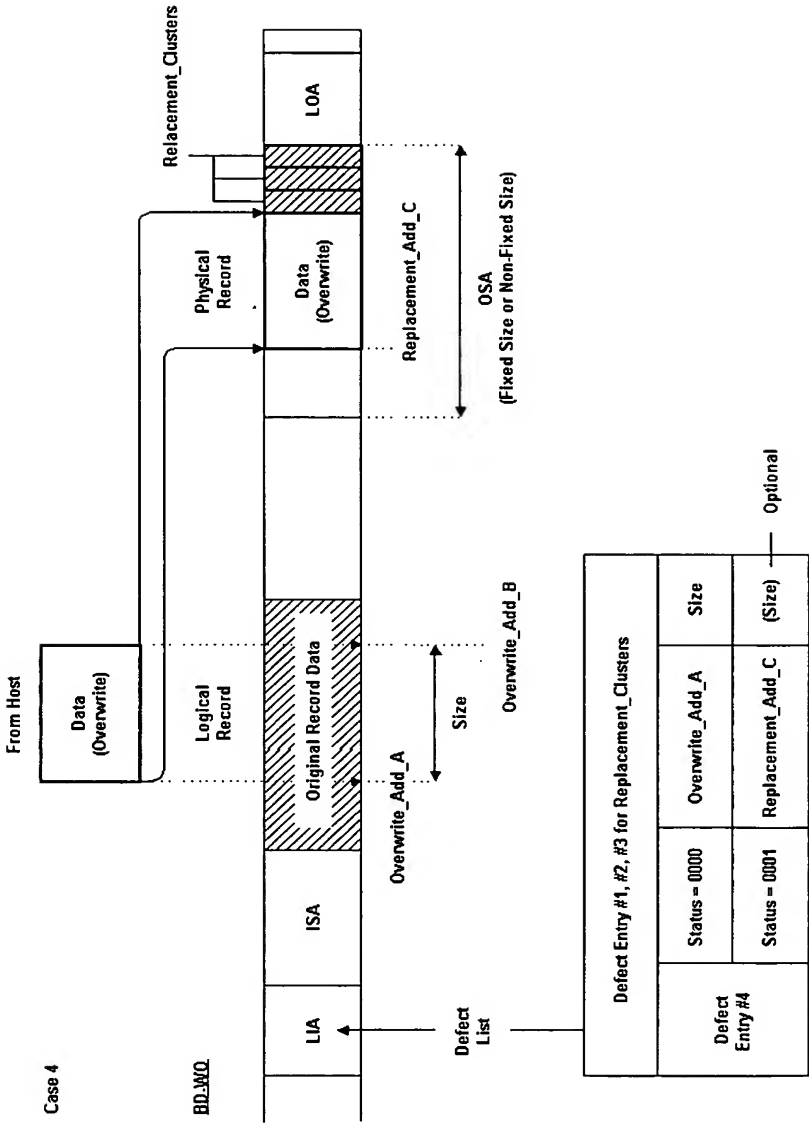 Case 4
From Host
Data
(Overwrite)
BD-WO
Logical
Record
Physical
Record
Relacement_Clusters
LIA
ISA
Original Record Data
Data
(Overwrite)
LOA
Overwrite_Add_A
Size
Overwrite_Add_B
Replacement_Add_C
OSA
(Fixed Size or Non-Fixed Size)
Defect
List
Defect Entry #1, #2, #3 for Replacement_Clusters
Defect
Entry #4
Status = 0000
Overwrite_Add_A
Size
Status = 0001
Replacement_Add_C
(Size)
Optional